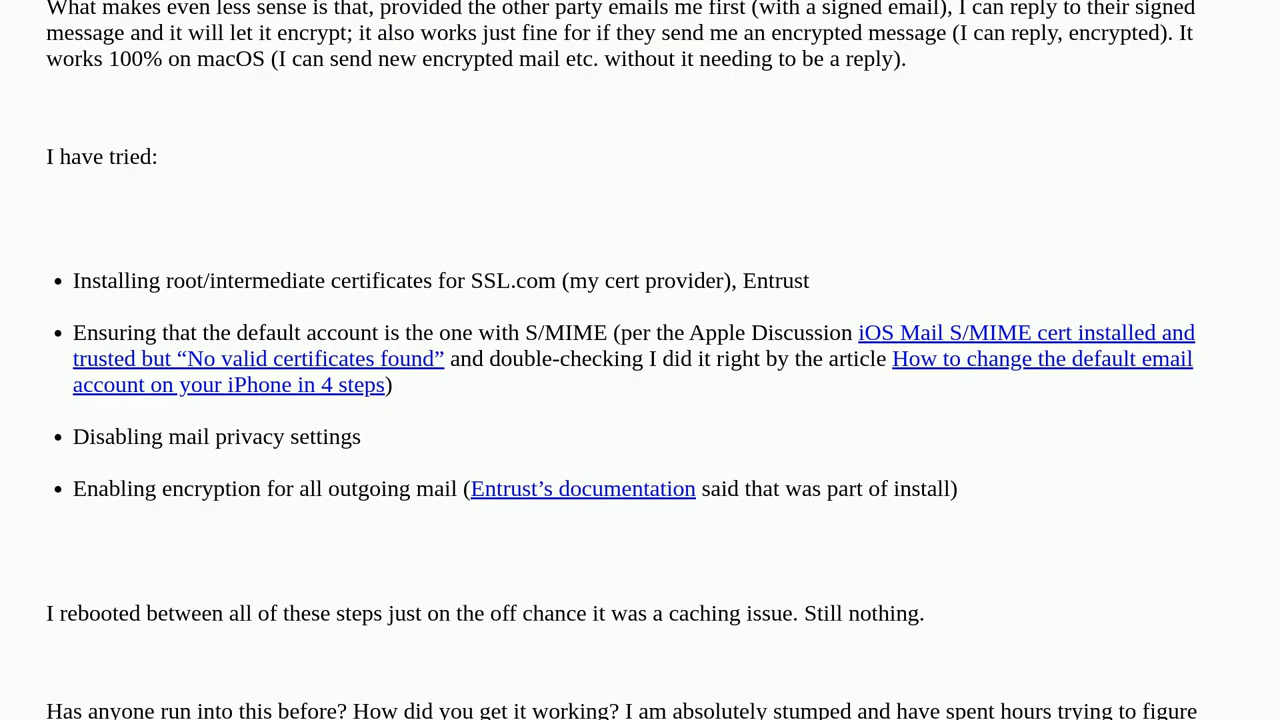 What makes even less sense is that, provided the other party emails me first (with a signed email), I can reply to their signed
message and it will let it encrypt; it also works just fine for if they send me an encrypted message (I can reply, encrypted). It
works 100% on macOS (I can send new encrypted mail etc. without it needing to be a reply).
I have tried:
• Installing root/intermediate certificates for SSL.com (my cert provider), Entrust
• Ensuring that the default account is the one with S/MIME (per the Apple Discussion iOS Mail S/MIME cert installed and
trusted but “No valid certificates found” and double-checking I did it right by the article How to change the default email
account on your iPhone in 4 steps)
• Disabling mail privacy settings
• Enabling encryption for all outgoing mail (Entrust’s documentation said that was part of install)
I rebooted between all of these steps just on the off chance it was a caching issue. Still nothing.
Has anyone run into this before? How did you get it working? I am absolutely stumped and have spent hours trying to figure